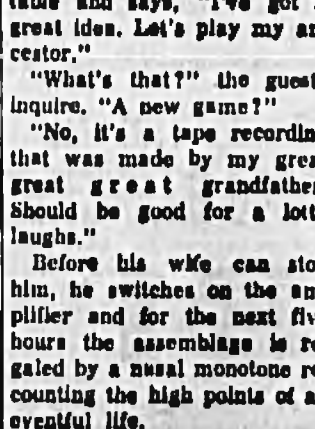 table and says, "I've got
great idea. Let's play my an
cestor."
"What's that?" the guest
inquire. "A new game?"
"No, it's a tape recordin
that was made by my grea
great great grandfather
Should be good for a lott
laughs."
Before his wife can sto
him, he switches on the am
plifier and for the next fiv
hours the assemblage is re
galed by a nasal monotone re
counting the high points of a
eventful life.